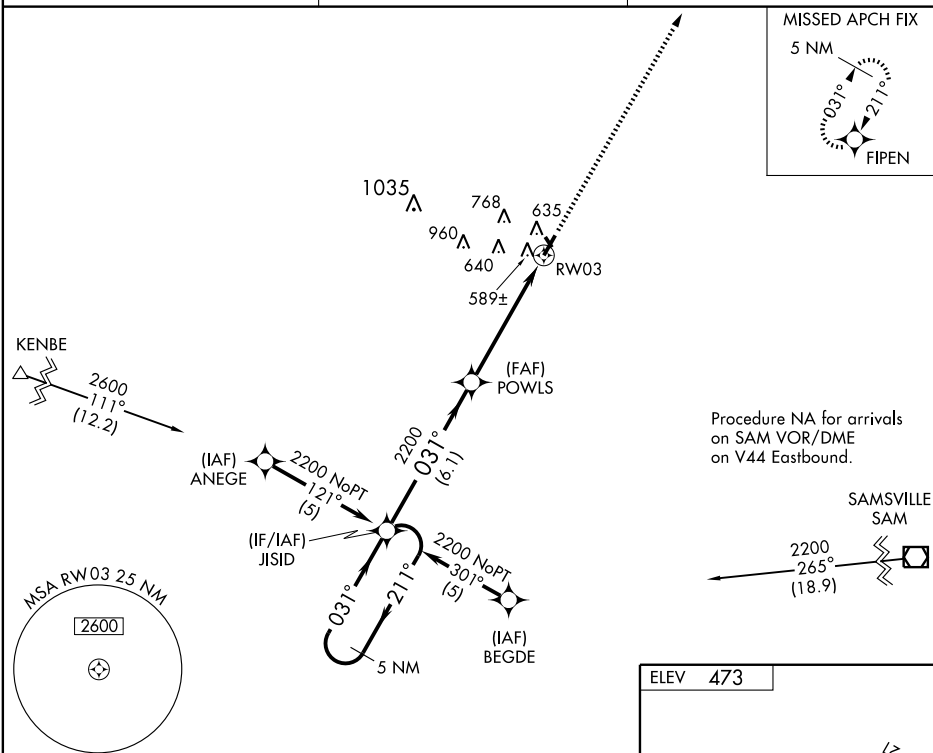 MISSED APCH FIX
5 NM
031°
211°
FIPEN
1035
768
635
960
640
RW03
589±
KENBE
2600
111°
(12.2)
(FAF)
POWLS
2200
031°
(6.1)
Procedure NA for arrivals
on SAM VOR/DME
on V44 Eastbound.
(IAF)
ANEGE
2200 NoPT
121°
(5)
SAMSVILLE
SAM
(IF/IAF)
JISID
2200 NoPT
301°
(5)
2200
265°
(18.9)
MSA RW03 25 NM
2600
031°
211°
(IAF)
BEGDE
5 NM
ELEV 473